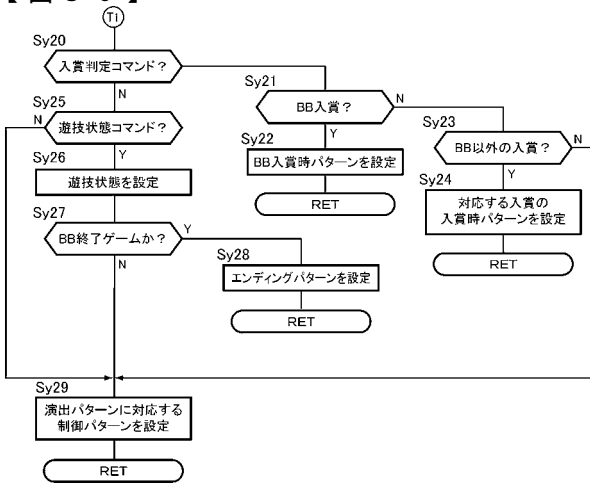 Ti
Sy20
入賞判定コマンド？
N
Sy21
BB入賞？
N
Y
Sy22
BB入賞時パターンを設定
RET
Sy23
BB以外の入賞？
N
Y
Sy24
対応する入賞の
入賞時パターンを設定
RET
Sy25
N
遊技状態コマンド？
Y
Sy26
遊技状態を設定
Sy27
BB終了ゲームか？
Y
N
Sy28
エンディングパターンを設定
RET
Sy29
演出パターンに対応する
制御パターンを設定
RET